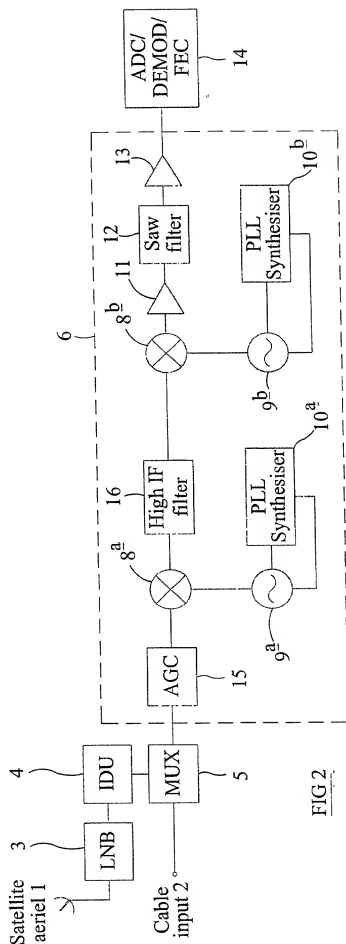 Satellite
aeriel 1
3
LNB
4
IDU
Cable
input 2
MUX
5
6
AGC
15
8a
9a
PLL
Synthesiser
10a
16
High IF
filter
8b
9b
PLL
Synthesiser
10b
11
12
Saw
filter
13
ADC/
DEMOD/
FEC
14
FIG 2